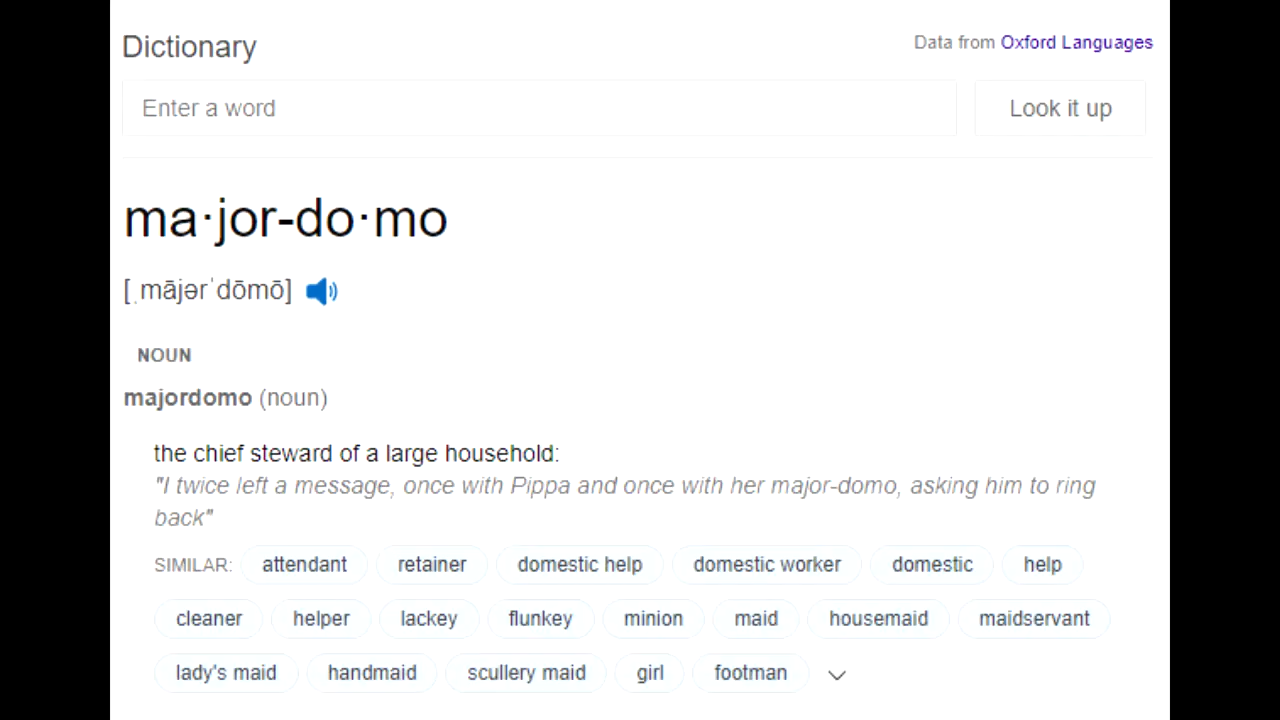 Dictionary
Data from Oxford Languages
Enter a word
Look it up
ma·jor-do·mo
[ˌmājərˈdōmō]
NOUN
majordomo (noun)
the chief steward of a large household:
"I twice left a message, once with Pippa and once with her major-domo, asking him to ring
back"
SIMILAR: attendant retainer domestic help domestic worker domestic help
cleaner helper lackey flunkey minion maid housemaid maidservant
lady's maid handmaid scullery maid girl footman